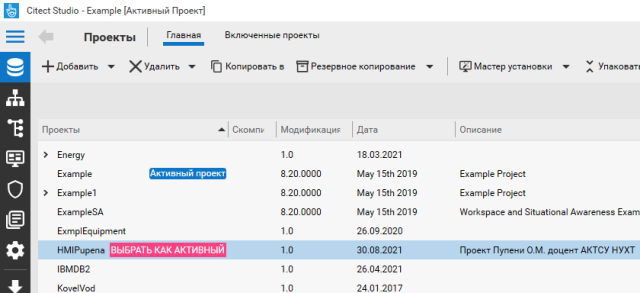 Citect Studio - Example [Активный Проект]
Проекты Главная Включенные проекты
Добавить Удалить Копировать в Резервное копирование Мастер установки Упаковать
Проекты Скомпи Модификация Дата Описание
Energy 1.0 18.03.2021
Example Активный проект 8.20.0000 May 15th 2019 Example Project
Example1 8.20.0000 May 15th 2019 Example Project
ExampleSA 8.20.0000 May 15th 2019 Workspace and Situational Awareness Exam
ExmplEquipment 1.0 26.09.2020
HMIPupena ВЫБРАТЬ КАК АКТИВНЫЙ 1.0 30.08.2021 Проект Пупени О.М. доцент АКТСУ НУХТ
IBMDB2 1.0 26.04.2021
KovelVod 1.0 24.01.2017